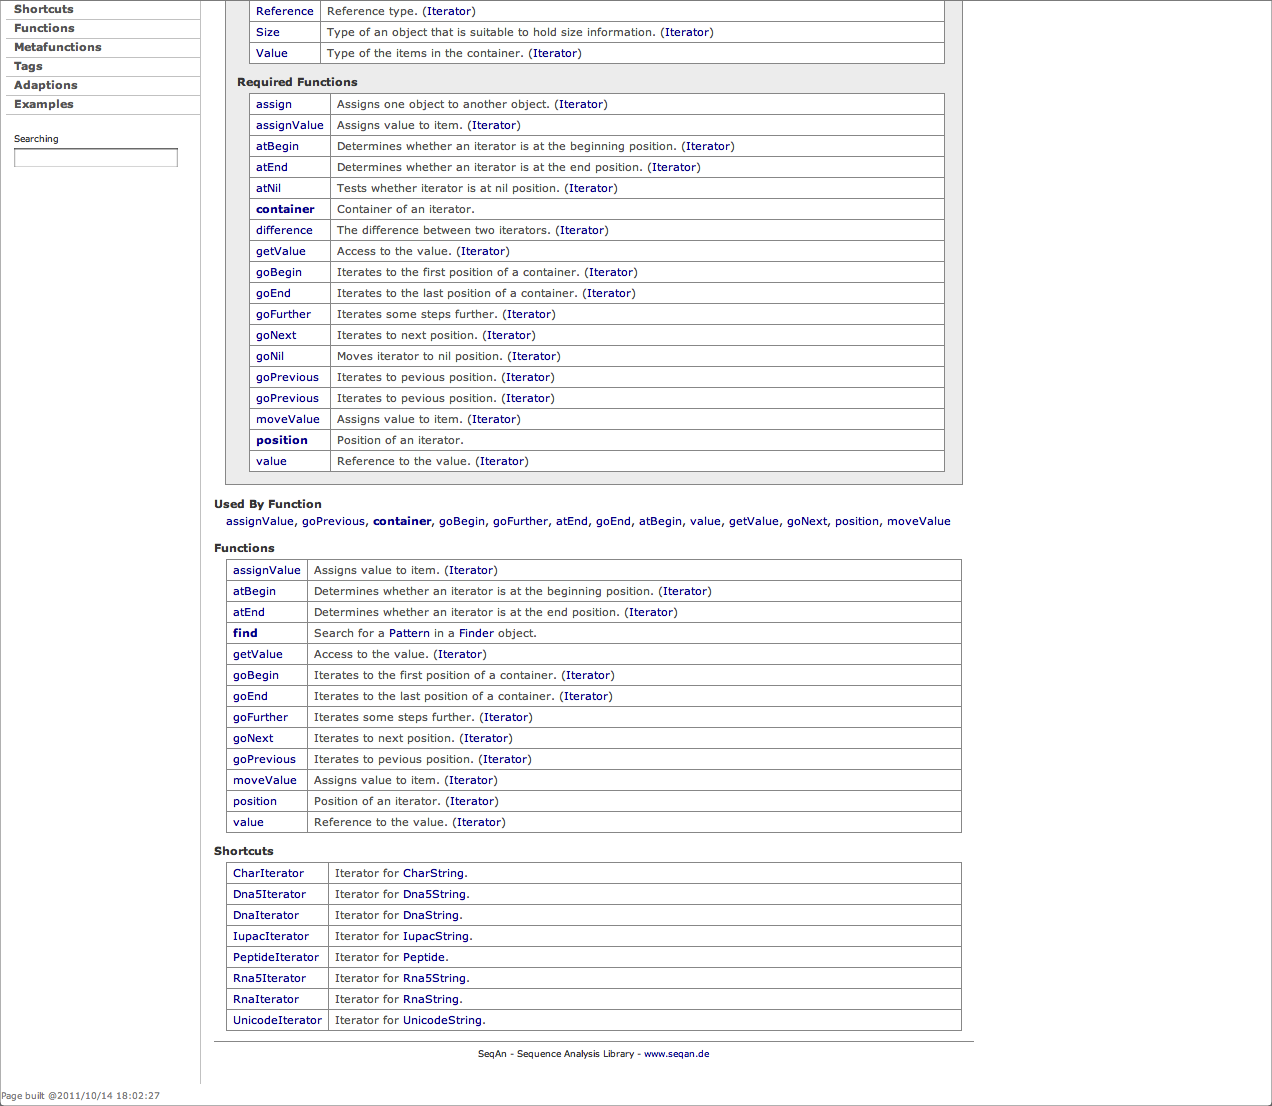 Shortcuts
Functions
Metafunctions
Tags
Adaptions
Examples
Searching
Reference Reference type. (Iterator)
Size Type of an object that is suitable to hold size information. (Iterator)
Value Type of the items in the container. (Iterator)
Required Functions
assign Assigns one object to another object. (Iterator)
assignValue Assigns value to item. (Iterator)
atBegin Determines whether an iterator is at the beginning position. (Iterator)
atEnd Determines whether an iterator is at the end position. (Iterator)
atNil Tests whether iterator is at nil position. (Iterator)
container Container of an iterator.
difference The difference between two iterators. (Iterator)
getValue Access to the value. (Iterator)
goBegin Iterates to the first position of a container. (Iterator)
goEnd Iterates to the last position of a container. (Iterator)
goFurther Iterates some steps further. (Iterator)
goNext Iterates to next position. (Iterator)
goNil Moves iterator to nil position. (Iterator)
goPrevious Iterates to pevious position. (Iterator)
goPrevious Iterates to pevious position. (Iterator)
moveValue Assigns value to item. (Iterator)
position Position of an iterator.
value Reference to the value. (Iterator)
Used By Function
assignValue, goPrevious, container, goBegin, goFurther, atEnd, goEnd, atBegin, value, getValue, goNext, position, moveValue
Functions
assignValue Assigns value to item. (Iterator)
atBegin Determines whether an iterator is at the beginning position. (Iterator)
atEnd Determines whether an iterator is at the end position. (Iterator)
find Search for a Pattern in a Finder object.
getValue Access to the value. (Iterator)
goBegin Iterates to the first position of a container. (Iterator)
goEnd Iterates to the last position of a container. (Iterator)
goFurther Iterates some steps further. (Iterator)
goNext Iterates to next position. (Iterator)
goPrevious Iterates to pevious position. (Iterator)
moveValue Assigns value to item. (Iterator)
position Position of an iterator. (Iterator)
value Reference to the value. (Iterator)
Shortcuts
CharIterator Iterator for CharString.
Dna5Iterator Iterator for Dna5String.
DnaIterator Iterator for DnaString.
IupacIterator Iterator for IupacString.
PeptideIterator Iterator for Peptide.
Rna5Iterator Iterator for Rna5String.
RnaIterator Iterator for RnaString.
UnicodeIterator Iterator for UnicodeString.
SeqAn - Sequence Analysis Library - www.seqan.de
Page built @2011/10/14 18:02:27